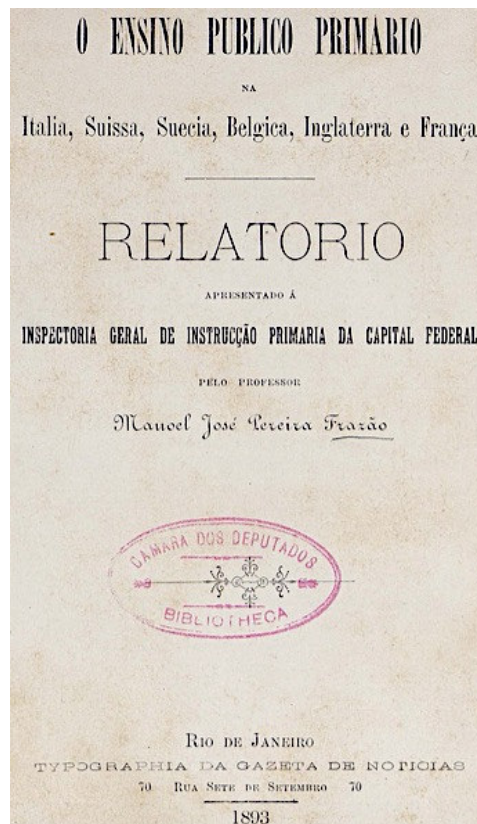 O ENSINO PUBLICO PRIMARIO
NA
Italia, Suissa, Suecia, Belgica, Inglaterra e França
RELATORIO
APRESENTADO Á
INSPECTORIA GERAL DE INSTRUCÇÃO PRIMARIA DA CAPITAL FEDERAL
PELO PROFESSOR
Manoel José Pereira Frazão
CAMARA DOS DEPUTADOS
BIBLIOTHECA
RIO DE JANEIRO
TYPOGRAPHIA DA GAZETA DE NOTICIAS
70 RUA SETE DE SETEMBRO 70
1893